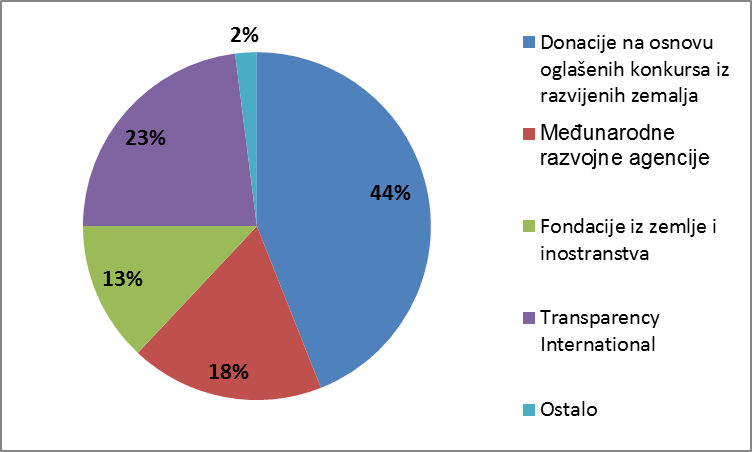 2%
23%
44%
13%
18%
Donacije na osnovu
oglašenih konkursa iz
razvijenih zemalja
Međunarodne
razvojne agencije
Fondacije iz zemlje i
inostranstva
Transparency
International
Ostalo